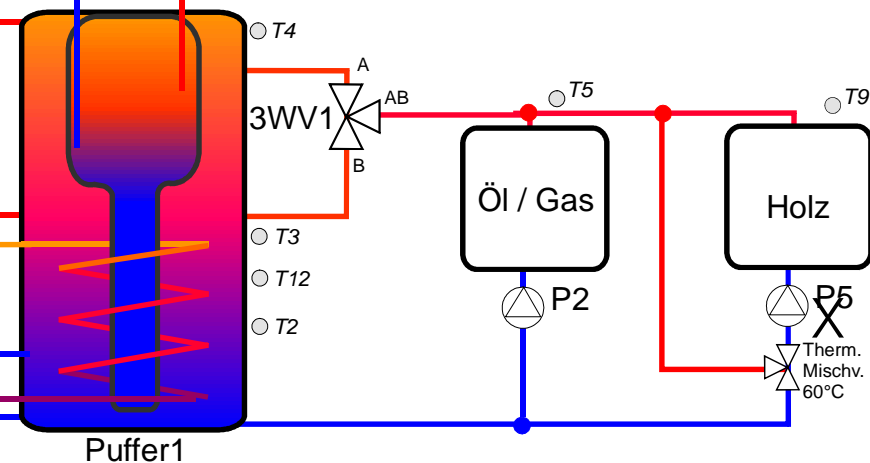 T4
A
AB
3WV1
B
T5
T9
Öl / Gas
Holz
T3
T12
T2
P2
P5
X
Therm.
Mischv.
60°C
Puffer1